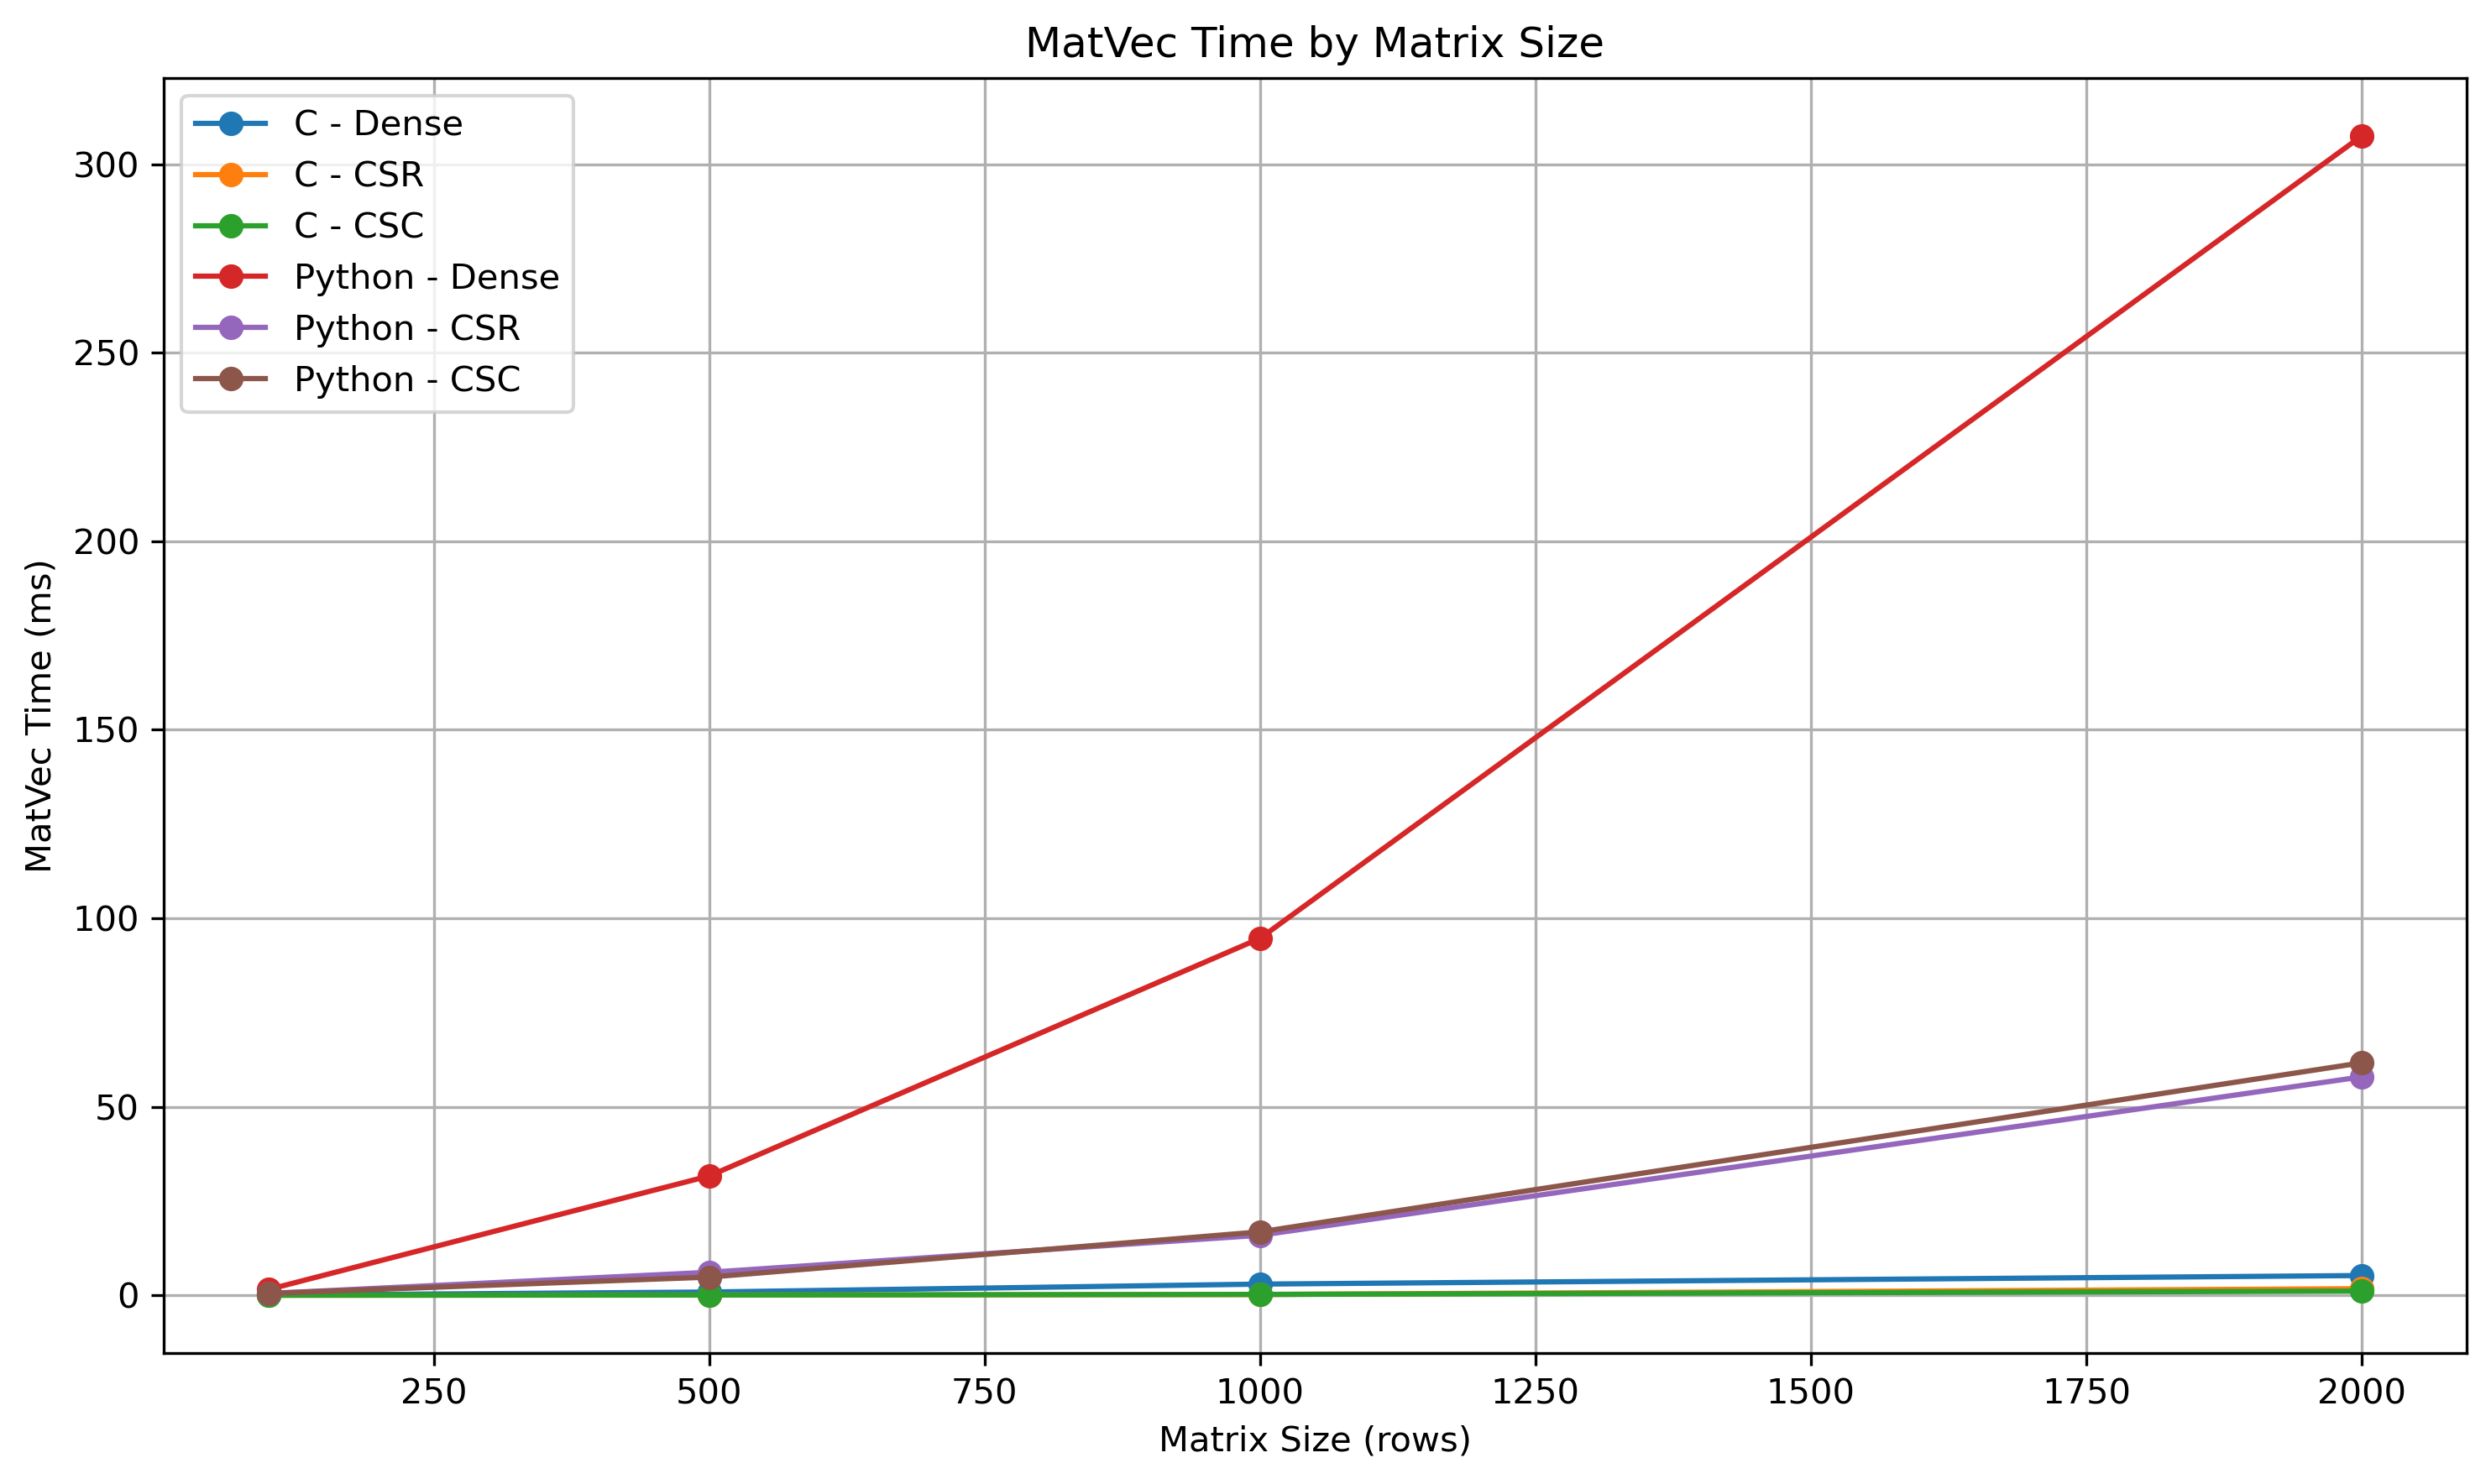 MatVec Time by Matrix Size
C - Dense
C - CSR
C - CSC
Python - Dense
Python - CSR
Python - CSC
MatVec Time (ms)
300
250
200
150
100
50
0
250 500 750 1000 1250 1500 1750 2000
Matrix Size (rows)